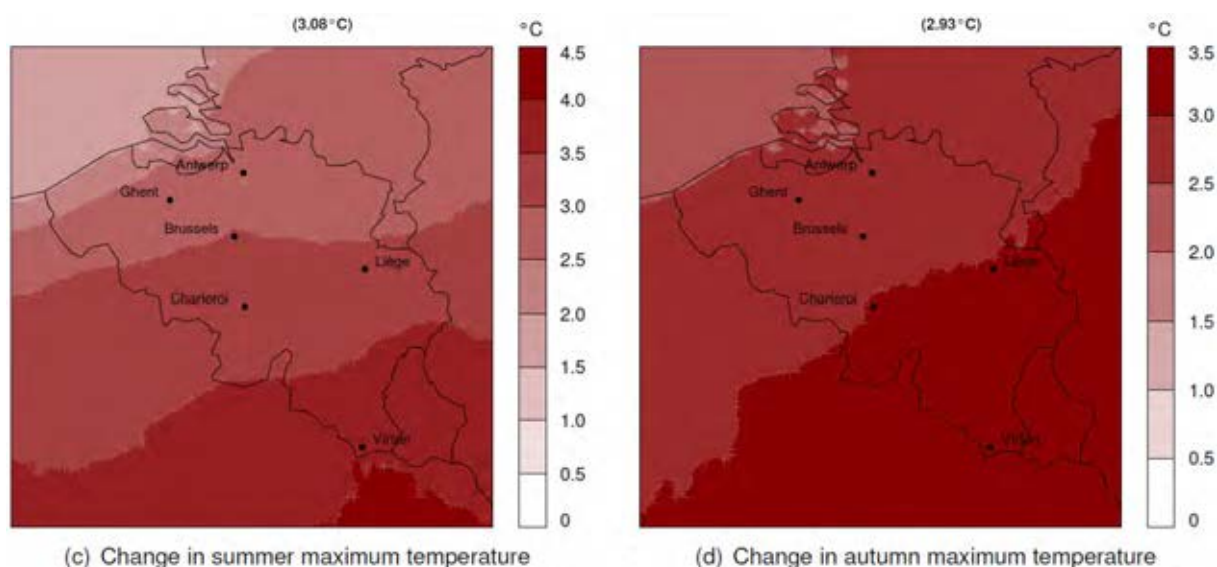 (3.08°C)
°C
4.5
4.0
3.5
3.0
2.5
2.0
1.5
1.0
0.5
0
Antwerp
Ghent
Brussels
Liège
Charleroi
Virton
(c) Change in summer maximum temperature
(2.93°C)
°C
3.5
3.0
2.5
2.0
1.5
1.0
0.5
0
Antwerp
Ghent
Brussels
Liège
Charleroi
Virton
(d) Change in autumn maximum temperature